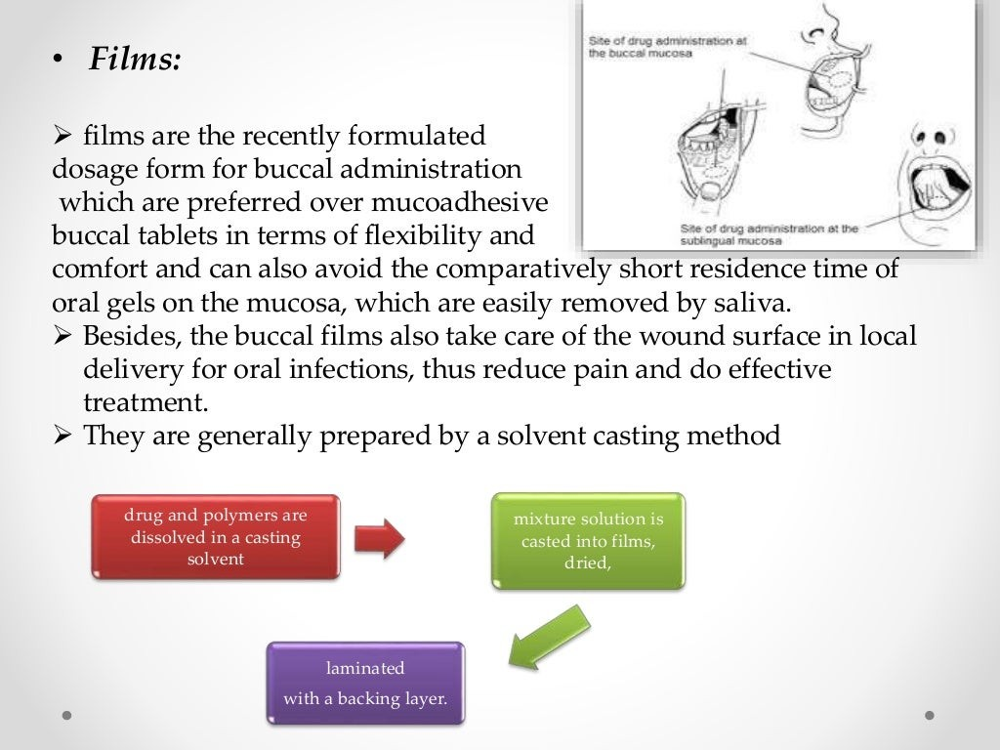 • Films:
Site of drug administration at
the buccal mucosa
Site of drug administration at the
sublingual mucosa
➢ films are the recently formulated
dosage form for buccal administration
which are preferred over mucoadhesive
buccal tablets in terms of flexibility and
comfort and can also avoid the comparatively short residence time of
oral gels on the mucosa, which are easily removed by saliva.
➢ Besides, the buccal films also take care of the wound surface in local
delivery for oral infections, thus reduce pain and do effective
treatment.
➢ They are generally prepared by a solvent casting method
drug and polymers are
dissolved in a casting
solvent
mixture solution is
casted into films,
dried,
laminated
with a backing layer.